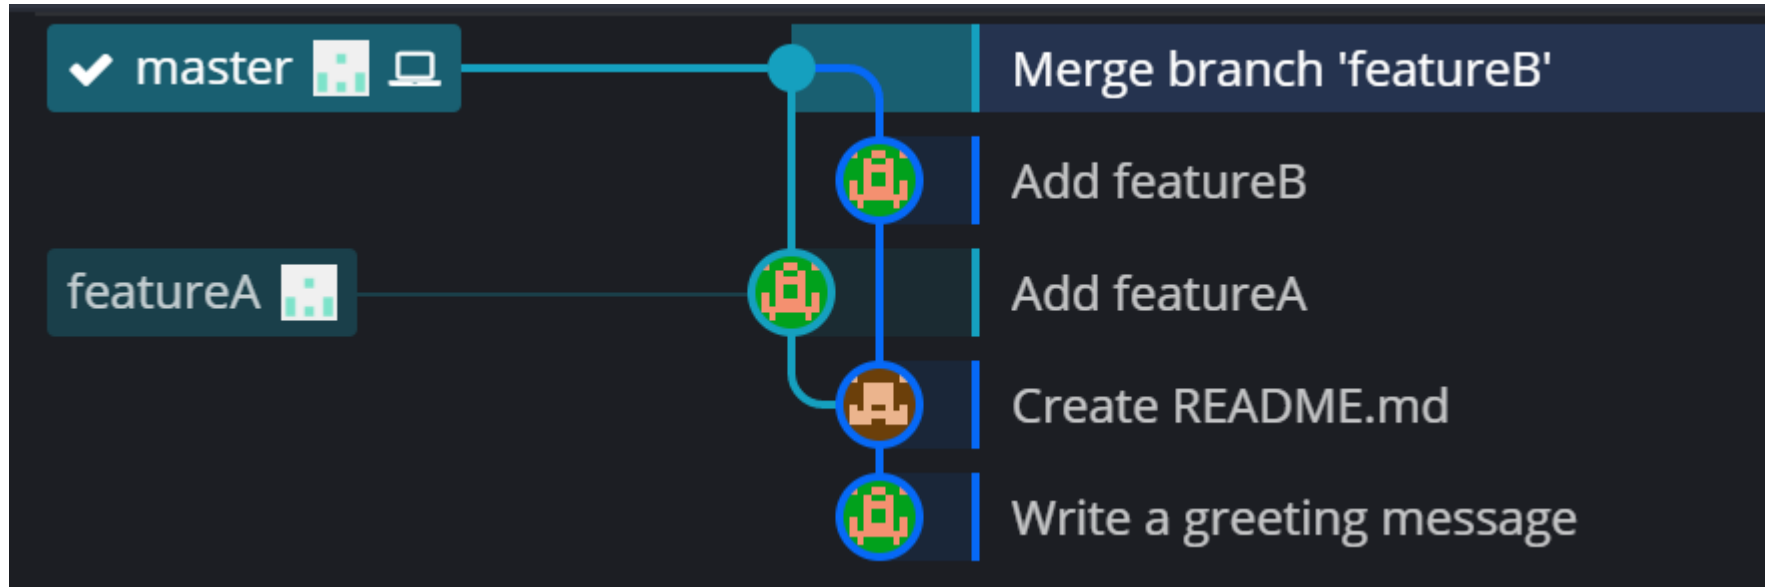 master
Merge branch 'featureB'
Add featureB
featureA
Add featureA
Create README.md
Write a greeting message